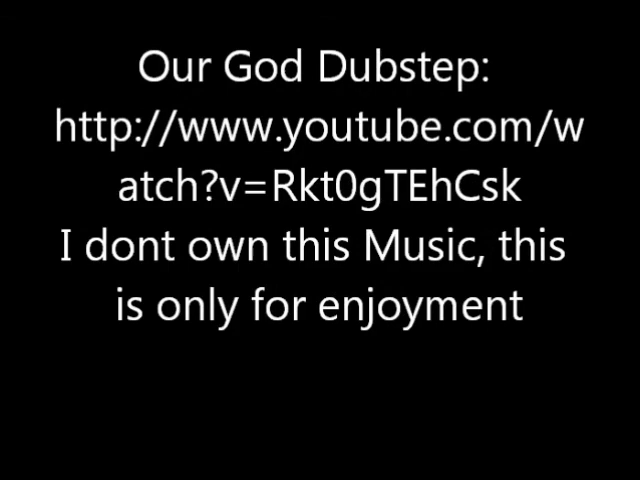 Our God Dubstep:
http://www.youtube.com/w
atch?v=Rkt0gTEhCsk
I dont own this Music, this
is only for enjoyment